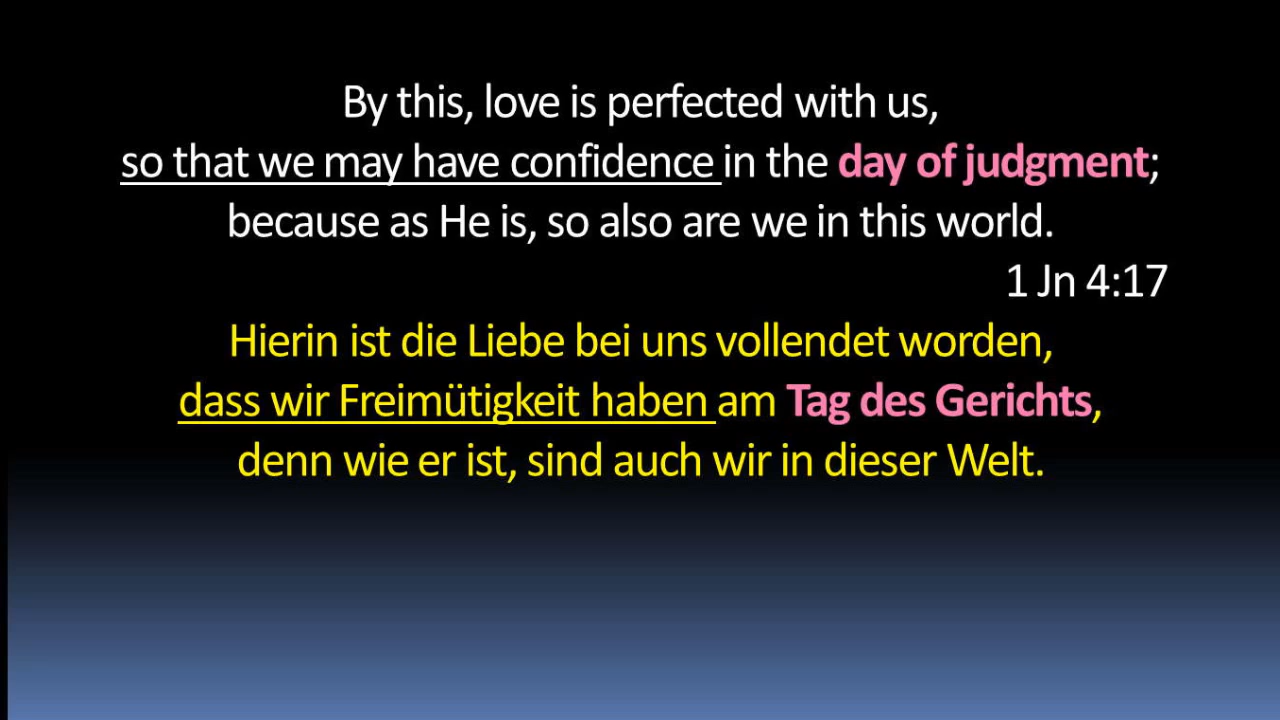 By this, love is perfected with us,
so that we may have confidence in the day of judgment;
because as He is, so also are we in this world.
1 Jn 4:17
Hierin ist die Liebe bei uns vollendet worden,
dass wir Freimütigkeit haben am Tag des Gerichts,
denn wie er ist, sind auch wir in dieser Welt.